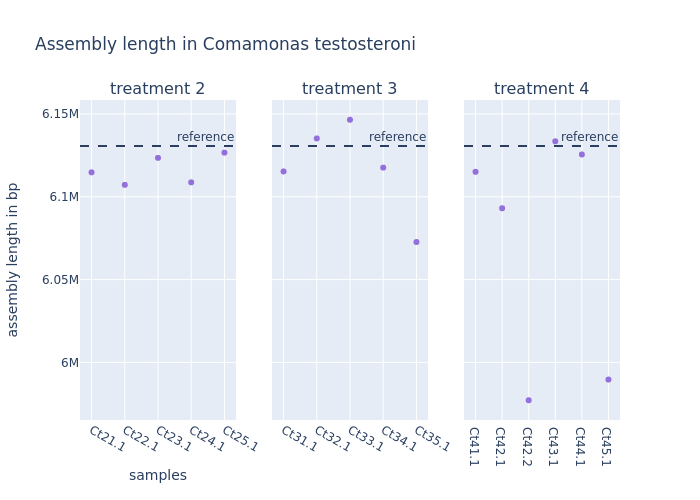 Assembly length in Comamonas testosteroni
treatment 2
treatment 3
treatment 4
6.15M
reference
reference
reference
6.1M
6.05M
6M
assembly length in bp
Ct21.1
Ct22.1
Ct23.1
Ct24.1
Ct25.1
Ct31.1
Ct32.1
Ct33.1
Ct34.1
Ct35.1
Ct41.1
Ct42.1
Ct42.2
Ct43.1
Ct44.1
Ct45.1
samples